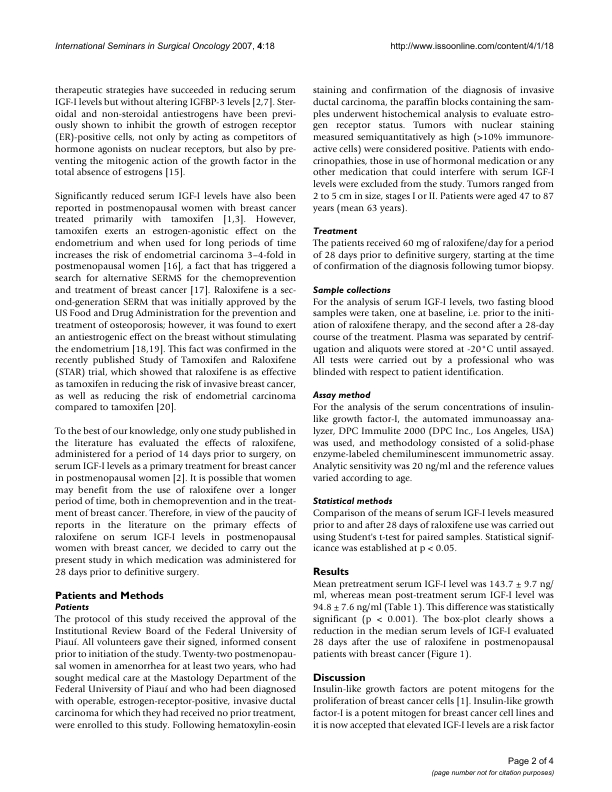 International Seminars in Surgical Oncology 2007, 4:18
http://www.issoonline.com/content/4/1/18
therapeutic strategies have succeeded in reducing serum
IGF-I levels but without altering IGFBP-3 levels [2,7]. Ster-
oidal and non-steroidal antiestrogens have been previ-
ously shown to inhibit the growth of estrogen receptor
(ER)-positive cells, not only by acting as competitors of
hormone agonists on nuclear receptors, but also by pre-
venting the mitogenic action of the growth factor in the
total absence of estrogens [15].
Significantly reduced serum IGF-I levels have also been
reported in postmenopausal women with breast cancer
treated primarily with tamoxifen [1,3]. However,
tamoxifen exerts an estrogen-agonistic effect on the
endometrium and when used for long periods of time
increases the risk of endometrial carcinoma 3–4-fold in
postmenopausal women [16], a fact that has triggered a
search for alternative SERMS for the chemoprevention
and treatment of breast cancer [17]. Raloxifene is a sec-
ond-generation SERM that was initially approved by the
US Food and Drug Administration for the prevention and
treatment of osteoporosis; however, it was found to exert
an antiestrogenic effect on the breast without stimulating
the endometrium [18,19]. This fact was confirmed in the
recently published Study of Tamoxifen and Raloxifene
(STAR) trial, which showed that raloxifene is as effective
as tamoxifen in reducing the risk of invasive breast cancer,
as well as reducing the risk of endometrial carcinoma
compared to tamoxifen [20].
To the best of our knowledge, only one study published in
the literature has evaluated the effects of raloxifene,
administered for a period of 14 days prior to surgery, on
serum IGF-I levels as a primary treatment for breast cancer
in postmenopausal women [2]. It is possible that women
may benefit from the use of raloxifene over a longer
period of time, both in chemoprevention and in the treat-
ment of breast cancer. Therefore, in view of the paucity of
reports in the literature on the primary effects of
raloxifene on serum IGF-I levels in postmenopausal
women with breast cancer, we decided to carry out the
present study in which medication was administered for
28 days prior to definitive surgery.
Patients and Methods
Patients
The protocol of this study received the approval of the
Institutional Review Board of the Federal University of
Piauí. All volunteers gave their signed, informed consent
prior to initiation of the study. Twenty-two postmenopau-
sal women in amenorrhea for at least two years, who had
sought medical care at the Mastology Department of the
Federal University of Piauí and who had been diagnosed
with operable, estrogen-receptor-positive, invasive ductal
carcinoma for which they had received no prior treatment,
were enrolled to this study. Following hematoxylin-eosin
staining and confirmation of the diagnosis of invasive
ductal carcinoma, the paraffin blocks containing the sam-
ples underwent histochemical analysis to evaluate estro-
gen receptor status. Tumors with nuclear staining
measured semiquantitatively as high (>10% immunore-
active cells) were considered positive. Patients with endo-
crinopathies, those in use of hormonal medication or any
other medication that could interfere with serum IGF-I
levels were excluded from the study. Tumors ranged from
2 to 5 cm in size, stages I or II. Patients were aged 47 to 87
years (mean 63 years).
Treatment
The patients received 60 mg of raloxifene/day for a period
of 28 days prior to definitive surgery, starting at the time
of confirmation of the diagnosis following tumor biopsy.
Sample collections
For the analysis of serum IGF-I levels, two fasting blood
samples were taken, one at baseline, i.e. prior to the initi-
ation of raloxifene therapy, and the second after a 28-day
course of the treatment. Plasma was separated by centrif-
ugation and aliquots were stored at -20°C until assayed.
All tests were carried out by a professional who was
blinded with respect to patient identification.
Assay method
For the analysis of the serum concentrations of insulin-
like growth factor-I, the automated immunoassay ana-
lyzer, DPC Immulite 2000 (DPC Inc., Los Angeles, USA)
was used, and methodology consisted of a solid-phase
enzyme-labeled chemiluminescent immunometric assay.
Analytic sensitivity was 20 ng/ml and the reference values
varied according to age.
Statistical methods
Comparison of the means of serum IGF-I levels measured
prior to and after 28 days of raloxifene use was carried out
using Student's t-test for paired samples. Statistical signif-
icance was established at p < 0.05.
Results
Mean pretreatment serum IGF-I level was 143.7 ± 9.7 ng/
ml, whereas mean post-treatment serum IGF-I level was
94.8 ± 7.6 ng/ml (Table 1). This difference was statistically
significant (p < 0.001). The box-plot clearly shows a
reduction in the median serum levels of IGF-I evaluated
28 days after the use of raloxifene in postmenopausal
patients with breast cancer (Figure 1).
Discussion
Insulin-like growth factors are potent mitogens for the
proliferation of breast cancer cells [1]. Insulin-like growth
factor-I is a potent mitogen for breast cancer cell lines and
it is now accepted that elevated IGF-I levels are a risk factor
Page 2 of 4
(page number not for citation purposes)